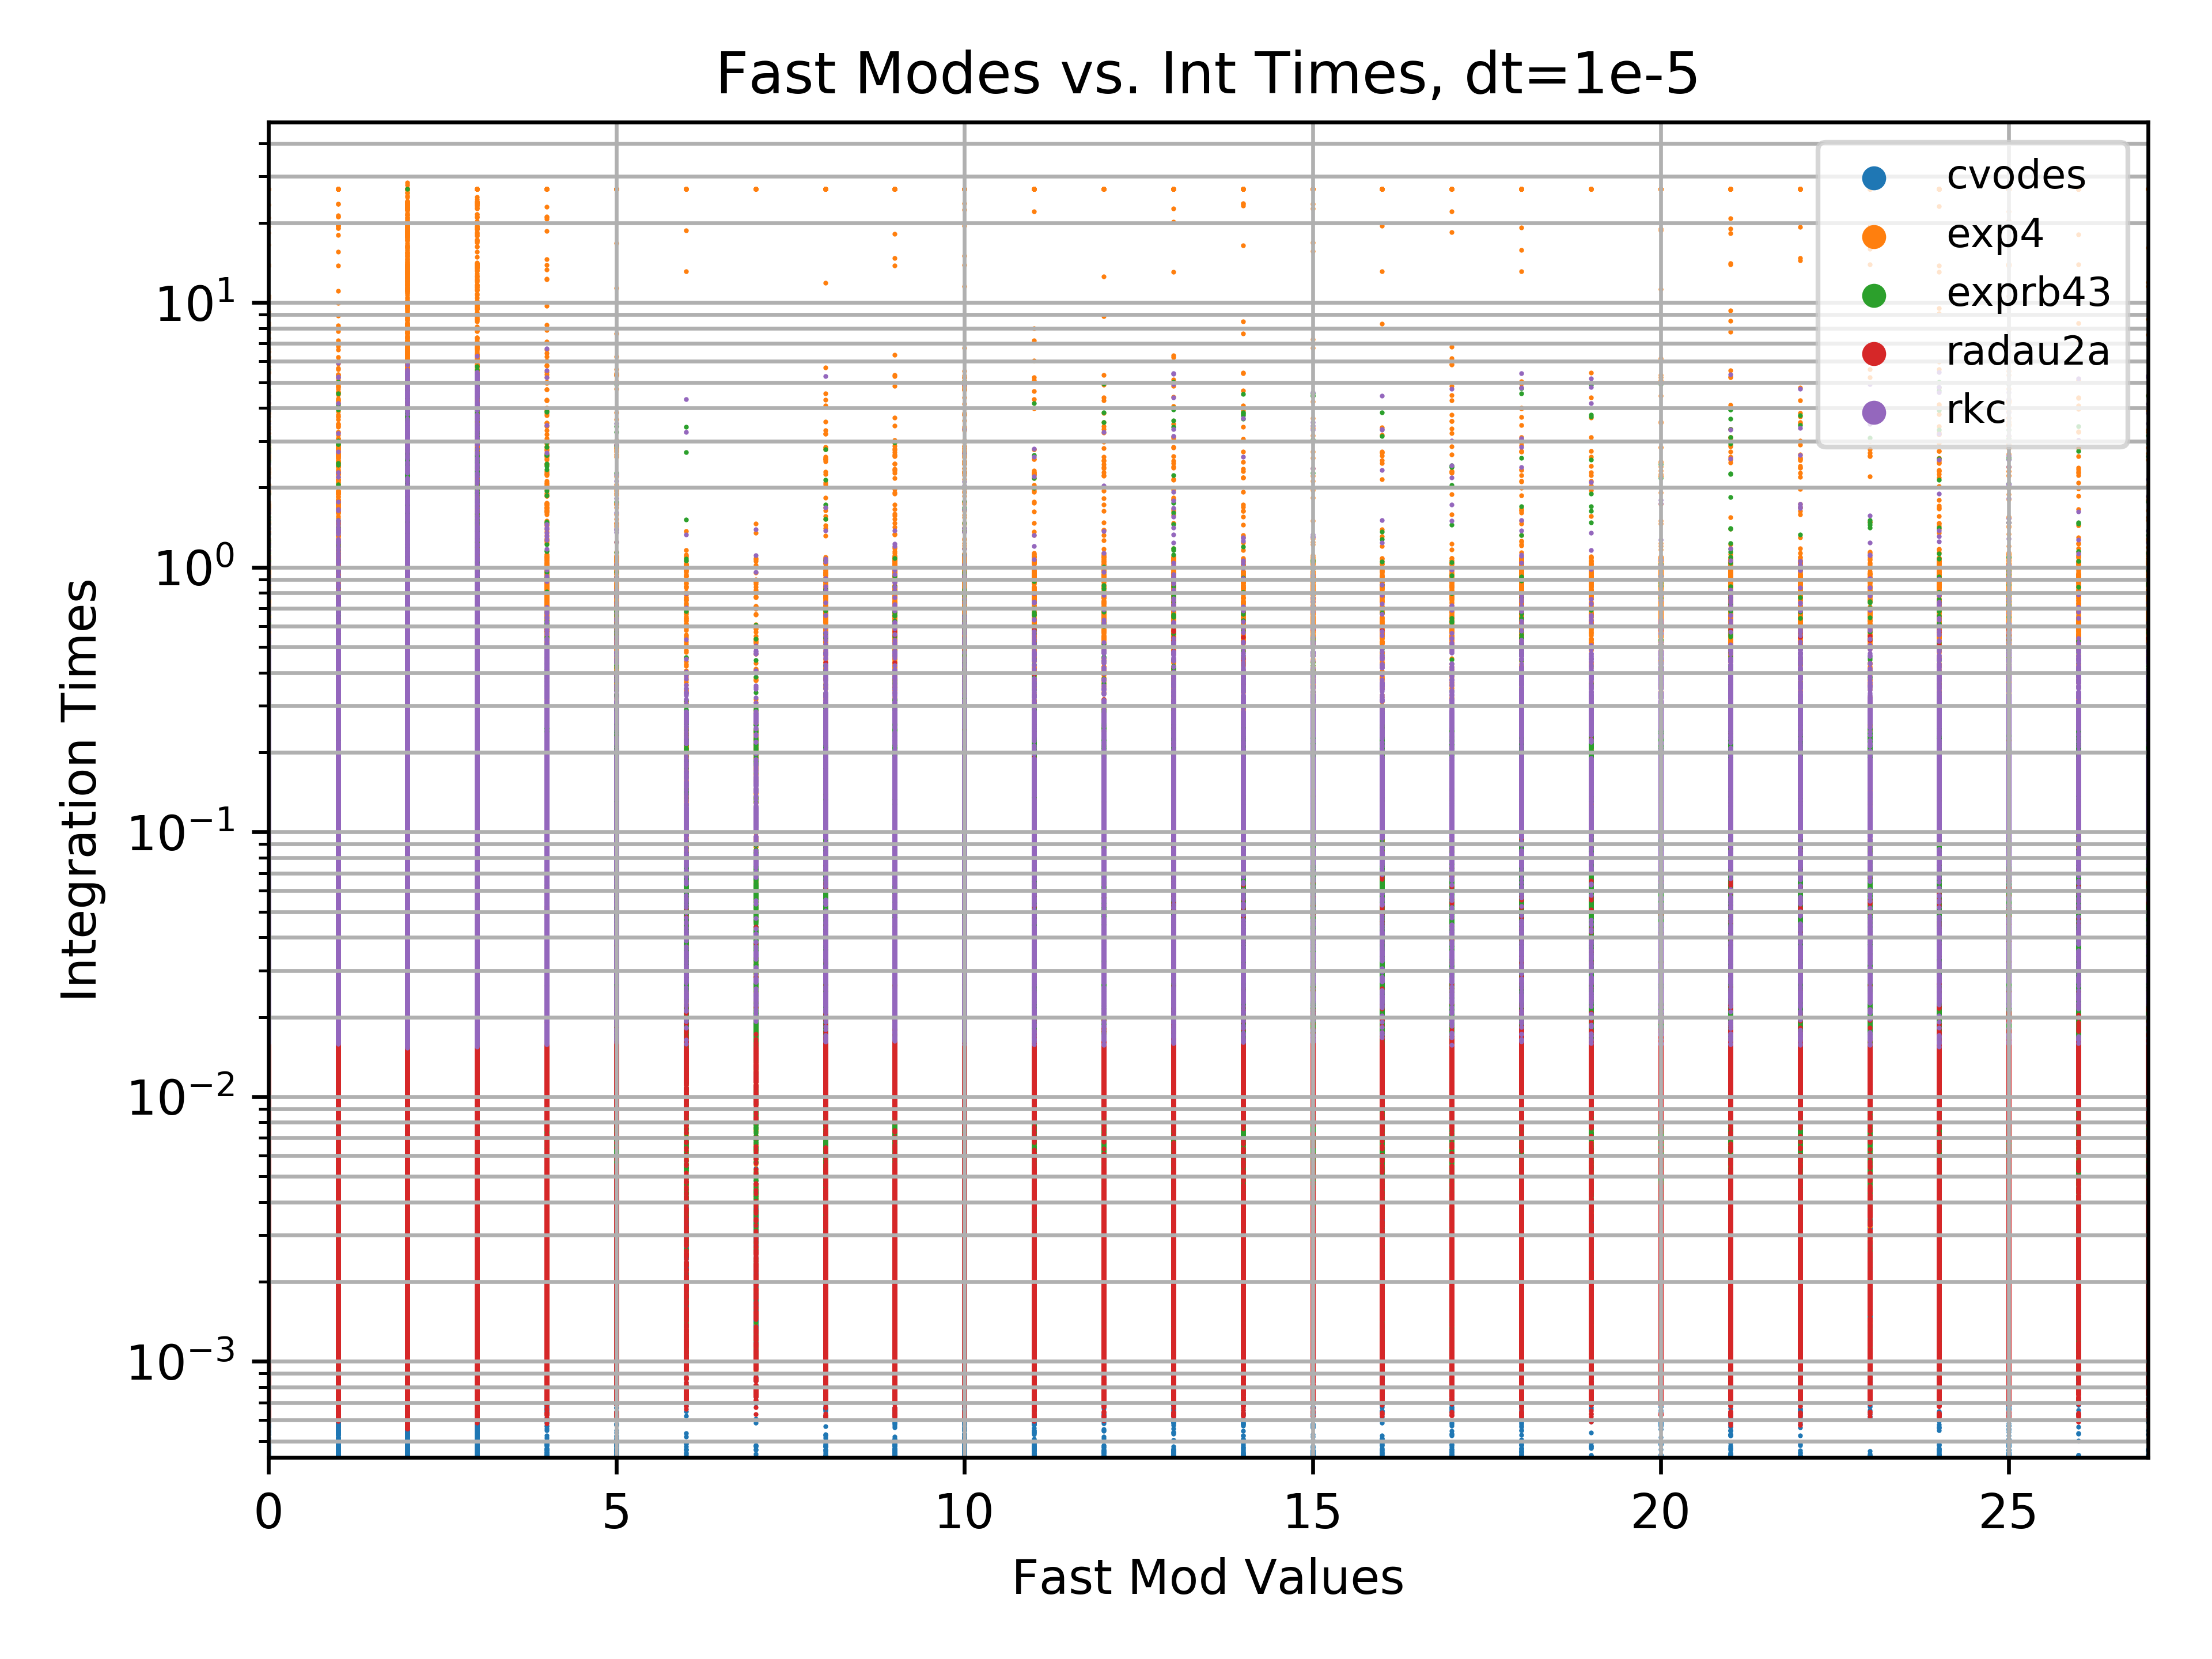 Fast Modes vs. Int Times, dt=1e-5
Integration Times
10¹
10⁰
10⁻¹
10⁻²
10⁻³
cvodes
exp4
exprb43
radau2a
rkc
0 5 10 15 20 25
Fast Mod Values